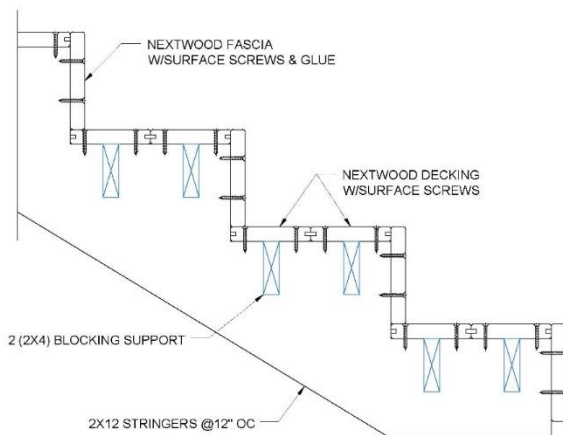 NEXTWOOD FASCIA
W/SURFACE SCREWS & GLUE
NEXTWOOD DECKING
W/SURFACE SCREWS
2 (2X4) BLOCKING SUPPORT
2X12 STRINGERS @12" OC